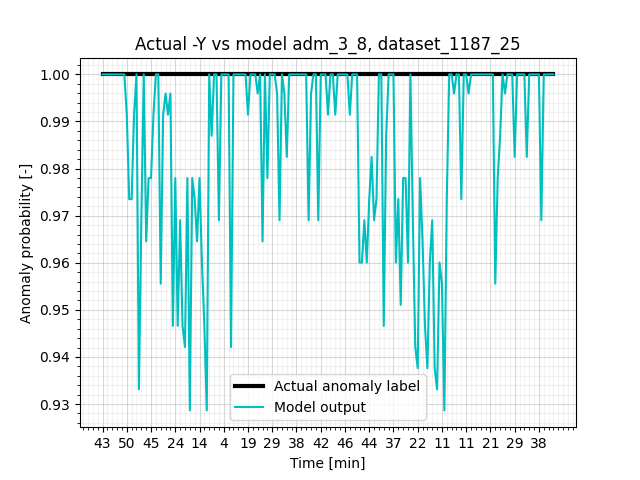 Actual -Y vs model adm_3_8, dataset_1187_25
1.00
0.99
0.98
0.97
0.96
0.95
0.94
0.93
Anomaly probability [-]
Actual anomaly label
Model output
43 50 45 24 14 4 19 29 38 42 46 44 37 22 11 11 21 29 38
Time [min]